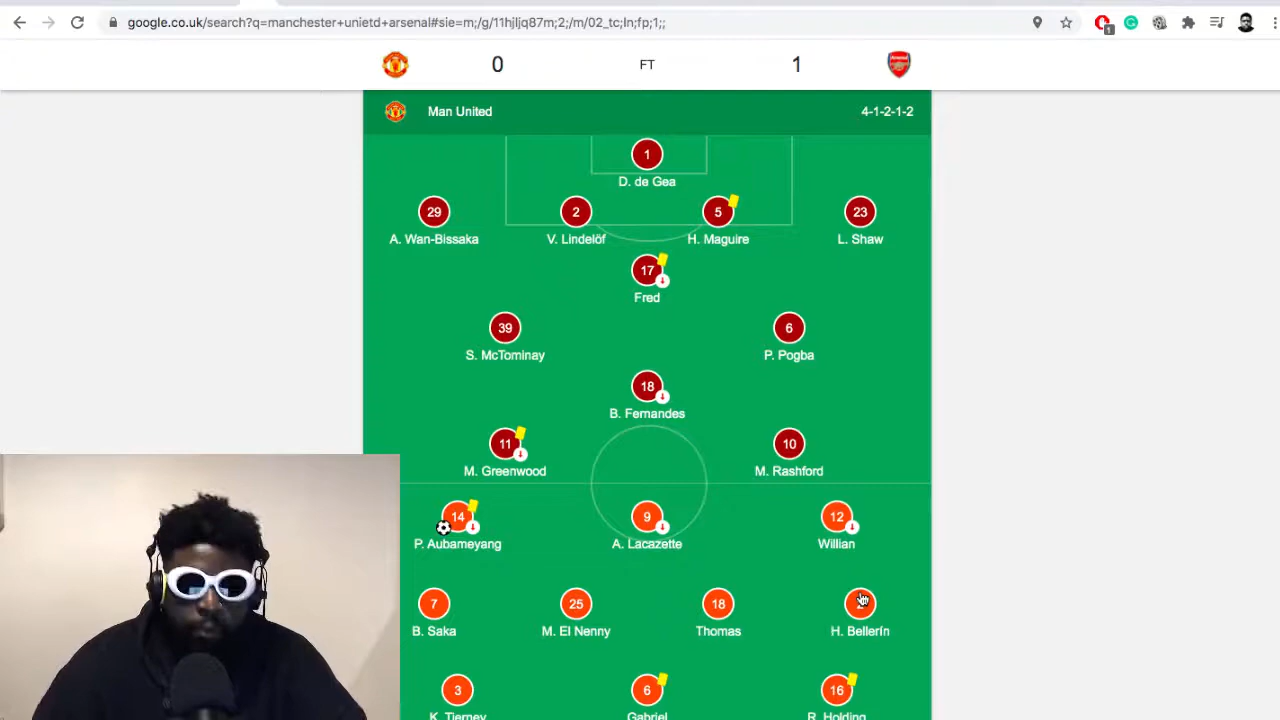 google.co.uk/search?q=manchester+unietd+arsenal#sie=m;/g/11hjljq87m;2;/m/02_tc;ln;fp;1;;
1
0 FT 1
Man United 4-1-2-1-2
1
D. de Gea
29 2 5 23
A. Wan-Bissaka V. Lindelöf H. Maguire L. Shaw
17
Fred
39 6
S. McTominay P. Pogba
18
B. Fernandes
11 10
M. Greenwood M. Rashford
14 9 12
P. Aubameyang A. Lacazette Willian
7 25 18
B. Saka M. El Nenny Thomas H. Bellerín
3 6 16
K. Tierney Gabriel R. Holding